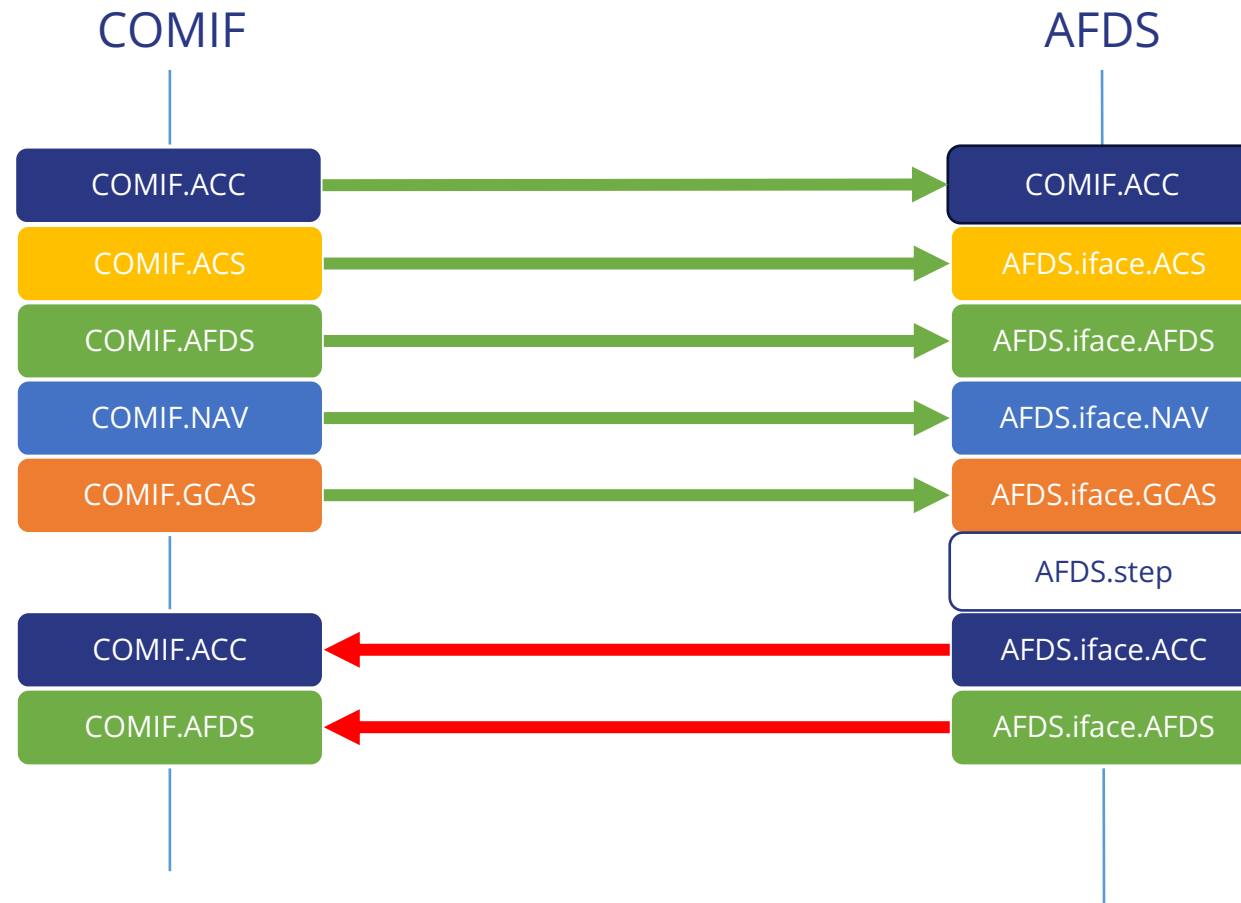 COMIF
AFDS
COMIF.ACC
COMIF.ACC
COMIF.ACS
AFDS.iface.ACS
COMIF.AFDS
AFDS.iface.AFDS
COMIF.NAV
AFDS.iface.NAV
COMIF.GCAS
AFDS.iface.GCAS
AFDS.step
COMIF.ACC
AFDS.iface.ACC
COMIF.AFDS
AFDS.iface.AFDS